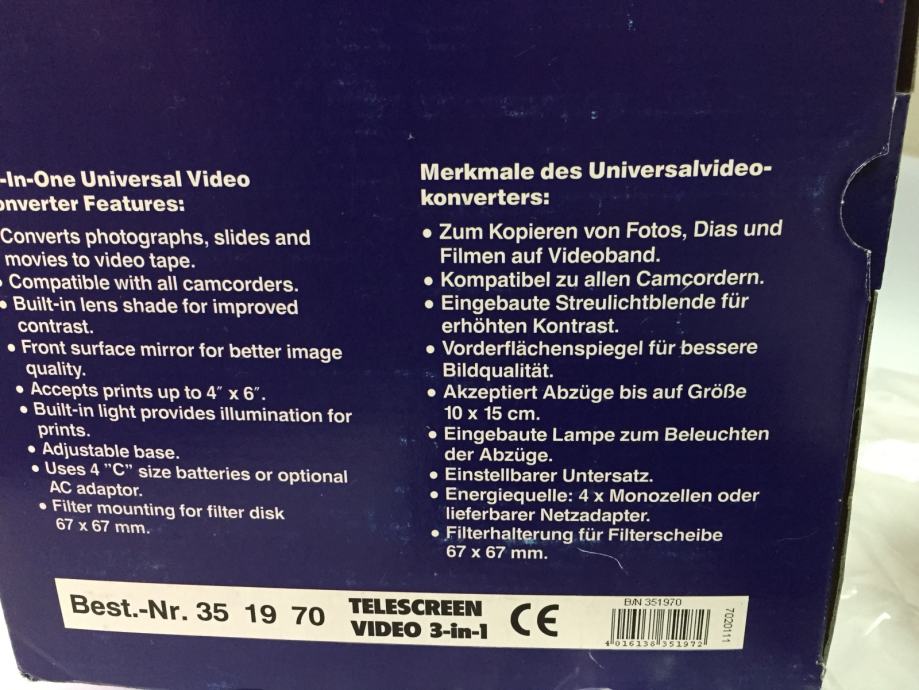 -In-One Universal Video
onverter Features:
Converts photographs, slides and
movies to video tape.
• Compatible with all camcorders.
• Built-in lens shade for improved
contrast.
• Front surface mirror for better image
quality.
• Accepts prints up to 4″ x 6″.
• Built-in light provides illumination for
prints.
• Adjustable base.
• Uses 4 ”C” size batteries or optional
AC adaptor.
• Filter mounting for filter disk
67 x 67 mm.
Merkmale des Universalvideo-
konverters:
• Zum Kopieren von Fotos, Dias und
Filmen auf Videoband.
• Kompatibel zu allen Camcordern.
• Eingebaute Streulichtblende für
erhöhten Kontrast.
• Vorderflächenspiegel für bessere
Bildqualität.
• Akzeptiert Abzüge bis auf Größe
10 x 15 cm.
• Eingebaute Lampe zum Beleuchten
der Abzüge.
• Einstellbarer Untersatz.
• Energiequelle: 4 x Monozellen oder
lieferbarer Netzadapter.
• Filterhalterung für Filterscheibe
67 x 67 mm.
Best.-Nr. 35 19 70
TELESCREEN
VIDEO 3-in-1
CE
B/N 351970
4 016138 351972
7020111